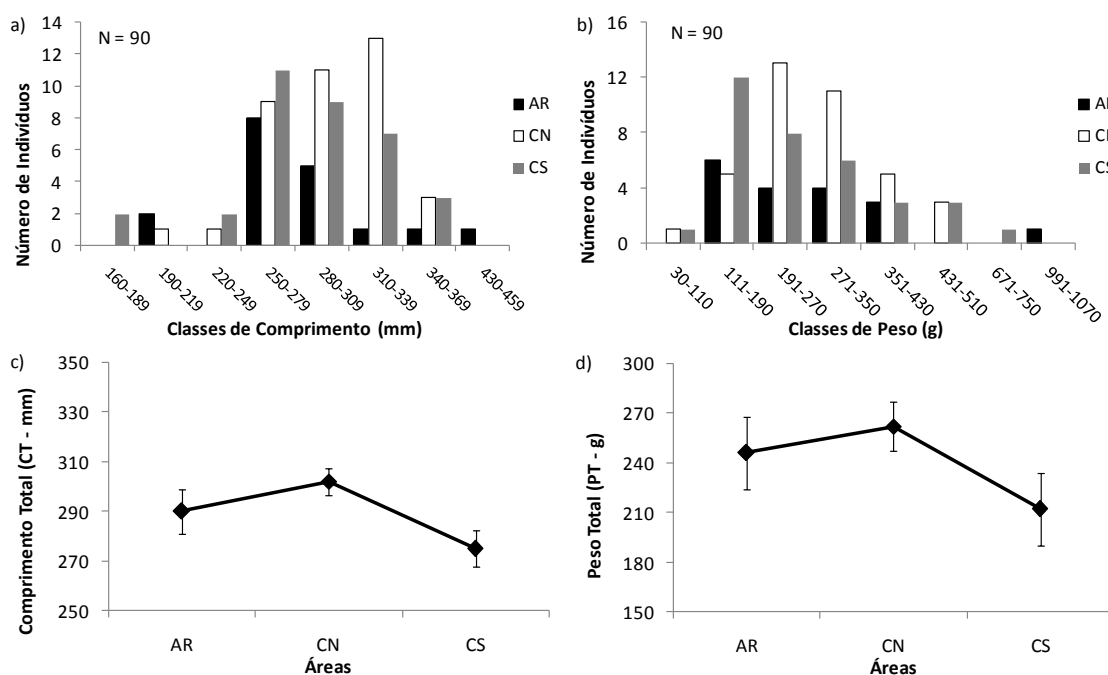 a)
N = 90
14
12
10
8
6
4
2
0
Número de Indivíduos
160-189
190-219
220-249
250-279
280-309
310-339
340-369
430-459
Classes de Comprimento (mm)
AR
CN
CS
b)
N = 90
16
12
8
4
0
Número de Indivíduos
30-110
111-190
191-270
271-350
351-430
431-510
671-750
991-1070
Classes de Peso (g)
AR
CS
c)
350
330
310
290
270
250
Comprimento Total (CT - mm)
AR
CN
CS
Áreas
d)
300
270
240
210
180
150
Peso Total (PT - g)
AR
CN
CS
Áreas